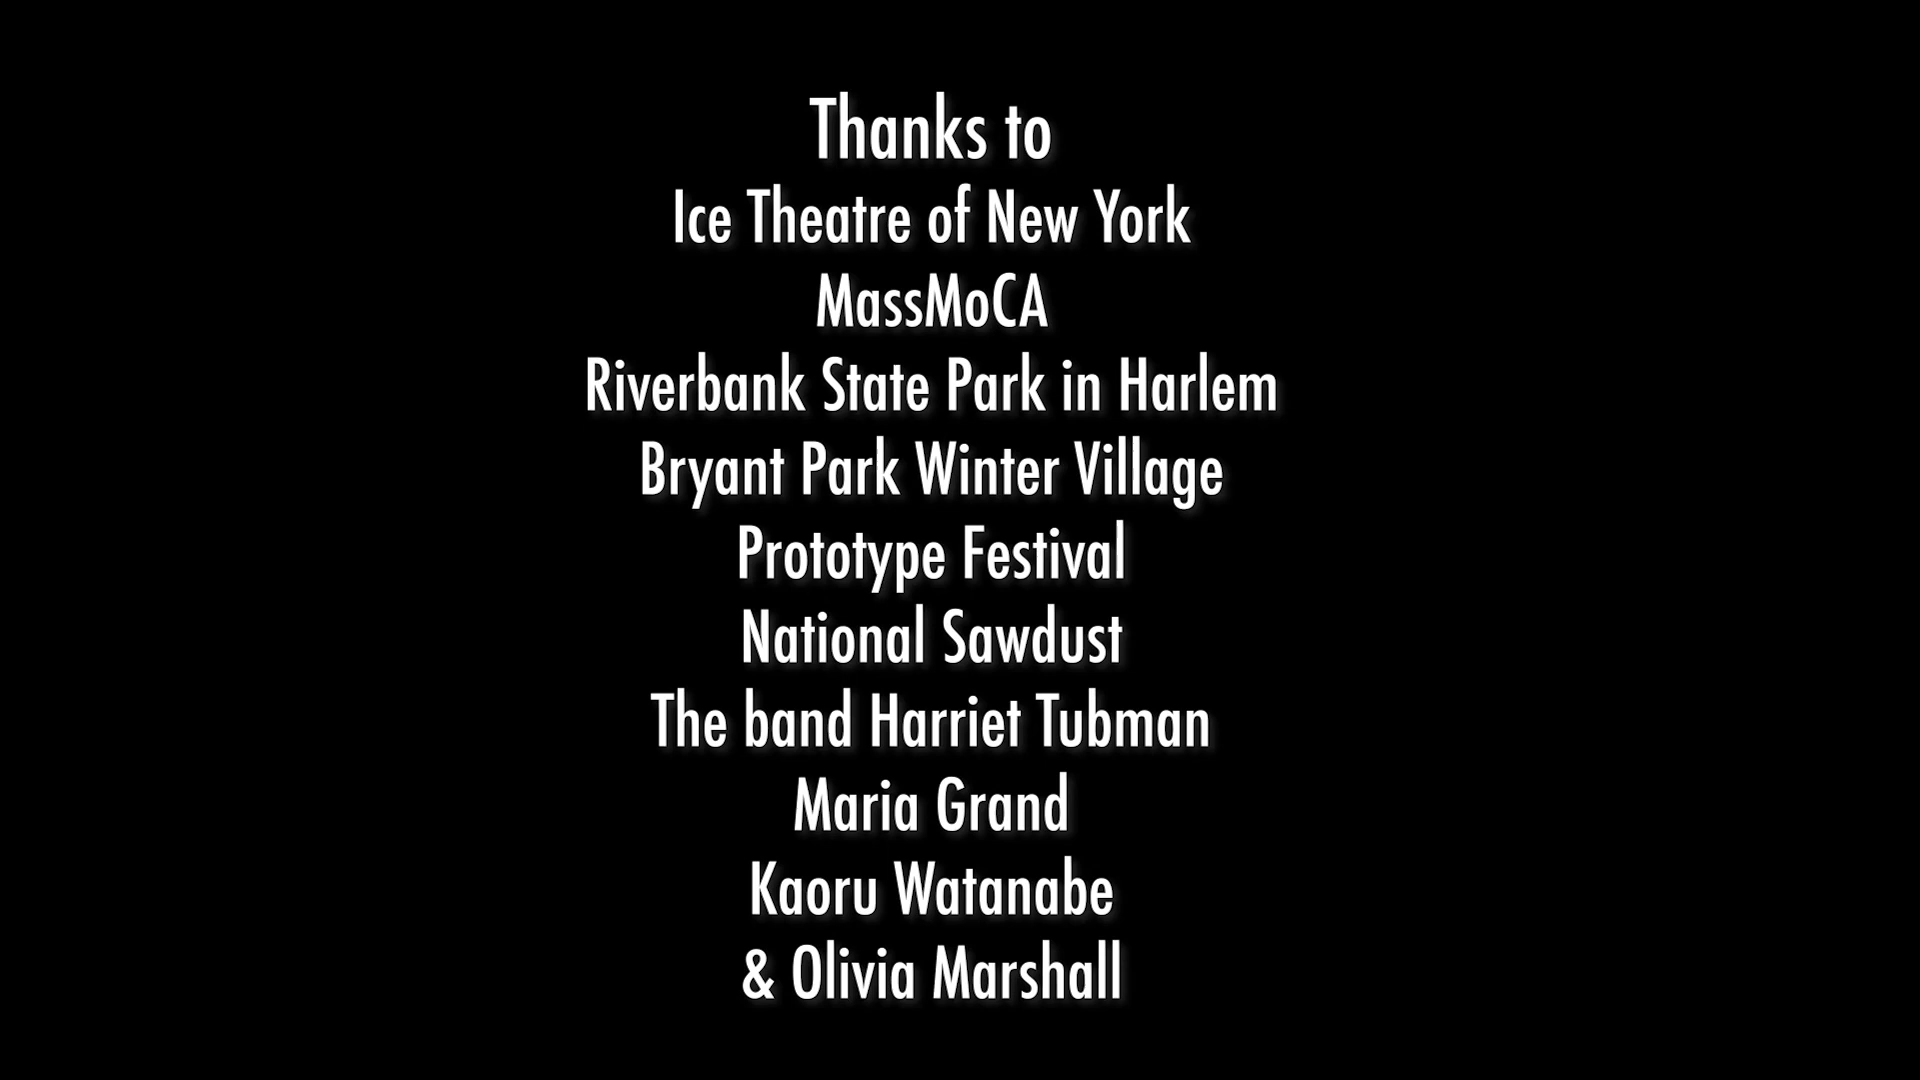 Thanks to
Ice Theatre of New York
MassMoCA
Riverbank State Park in Harlem
Bryant Park Winter Village
Prototype Festival
National Sawdust
The band Harriet Tubman
Maria Grand
Kaoru Watanabe
& Olivia Marshall